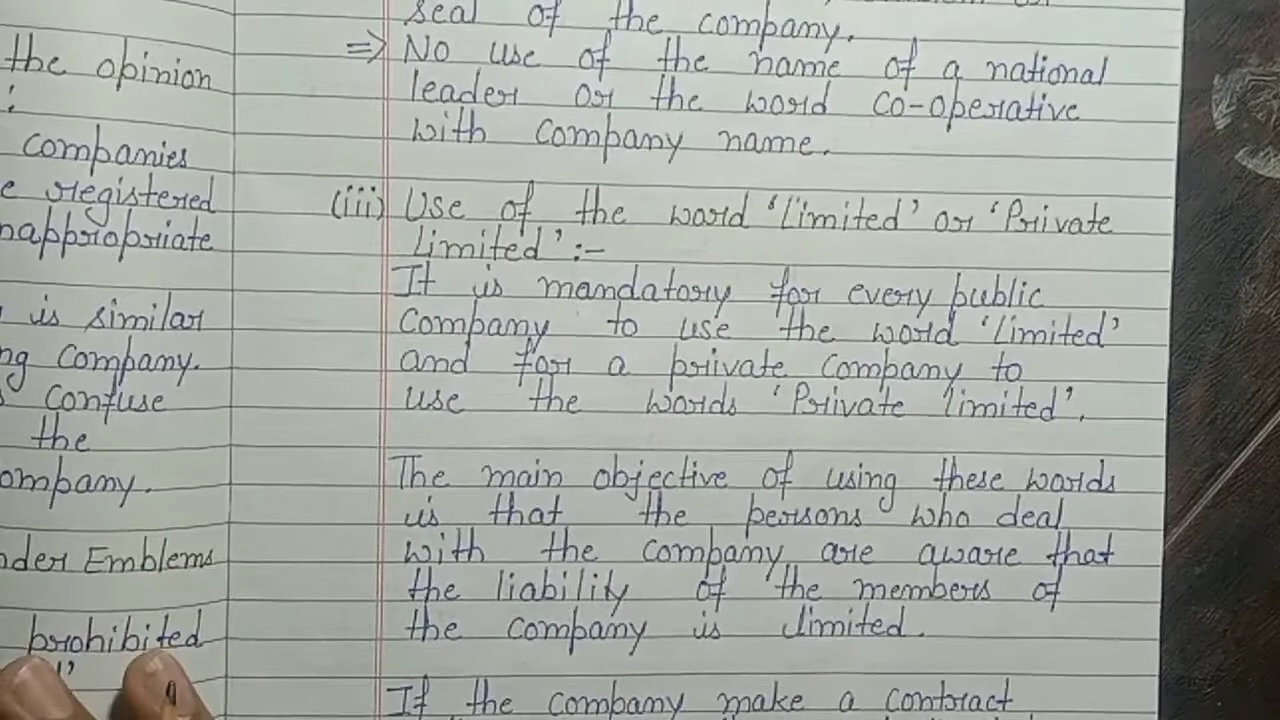 the opinion
:
companies
e registered
nappropriate
is similar
ng company.
s confuse
the
ompany.
nder Emblems
prohibited
seal of the company.
⇒ No use of the name of a national
leader or the word co-operative
with company name.
(iii) Use of the word 'Limited' or 'Private
Limited' :-
It is mandatory for every public
company to use the word 'Limited'
and for a private company to
use the words 'Private limited'.
The main objective of using these words
is that the persons who deal
with the company are aware that
the liability of the members of
the company is limited.
If the company make a contract